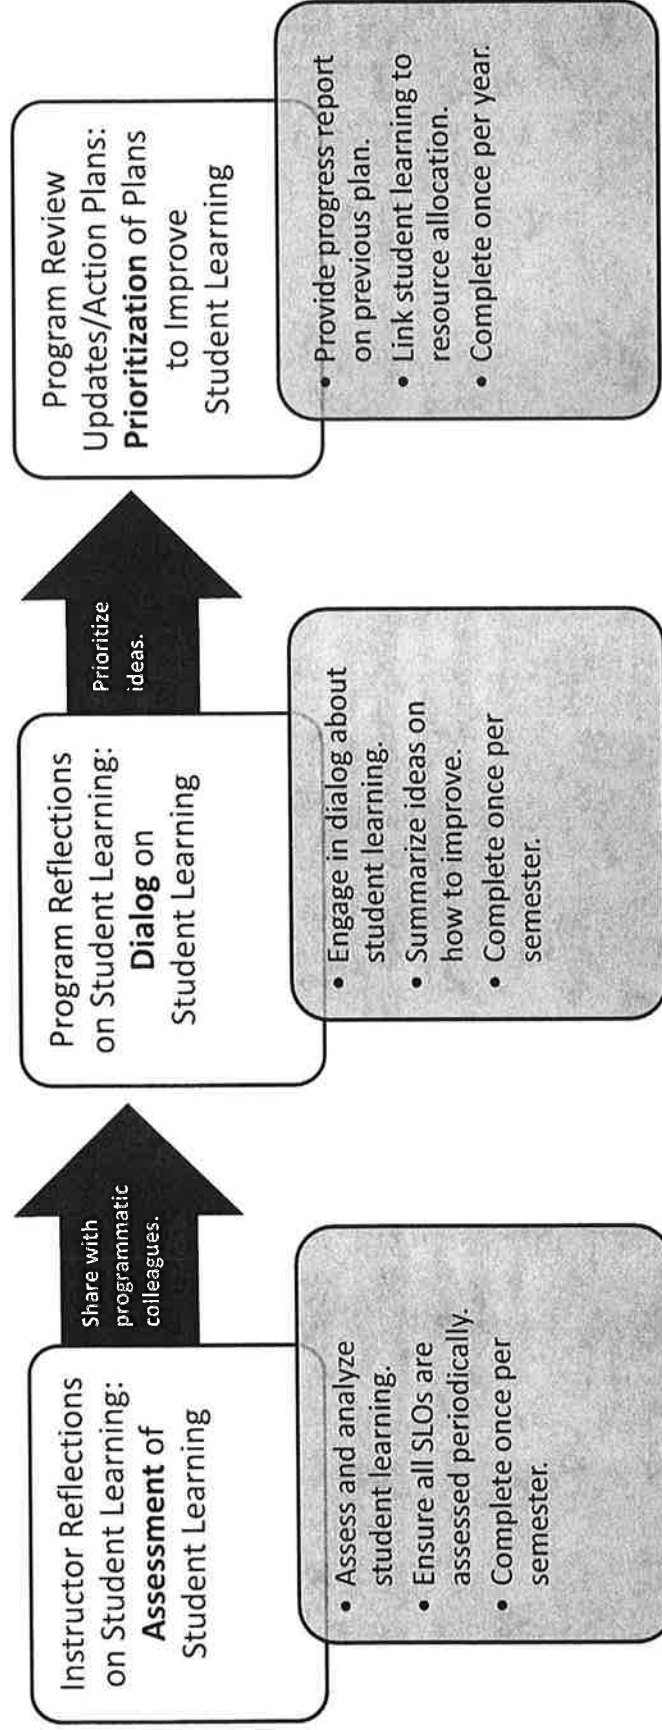 Instructor Reflections
on Student Learning:
Assessment of
Student Learning
• Assess and analyze
student learning.
• Ensure all SLOs are
assessed periodically.
• Complete once per
semester.
Share with
programmatic
colleagues.
Program Reflections
on Student Learning:
Dialog on
Student Learning
• Engage in dialog about
student learning.
• Summarize ideas on
how to improve.
• Complete once per
semester.
Prioritize
ideas.
Program Review
Updates/Action Plans:
Prioritization of Plans
to Improve
Student Learning
• Provide progress report
on previous plan.
• Link student learning to
resource allocation.
• Complete once per year.